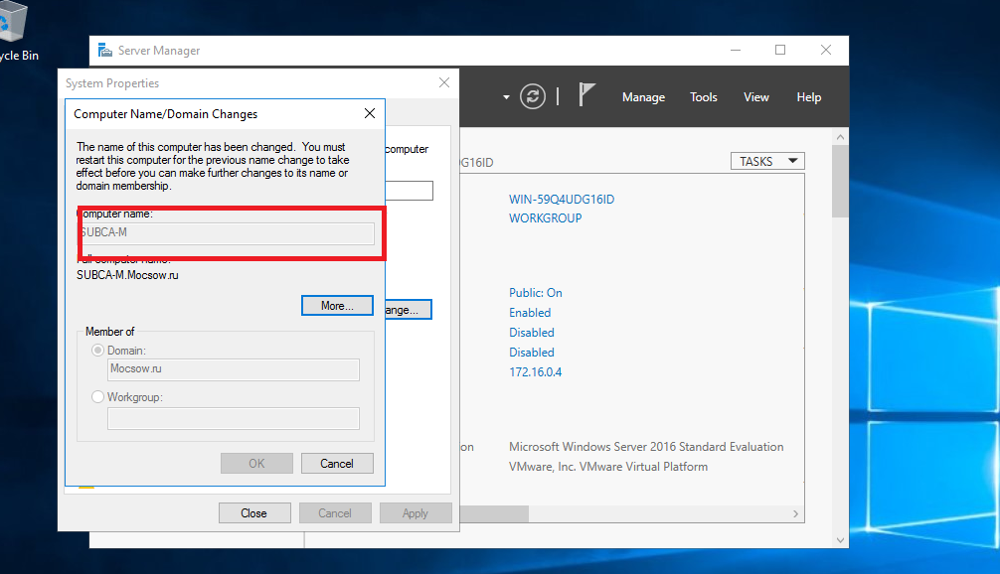 ycle Bin
Server Manager
Manage
Tools
View
Help
System Properties
Computer Name/Domain Changes
The name of this computer has been changed.  You must
restart this computer for the previous name change to take
effect before you can make further changes to its name or
domain membership.
Computer name:
SUBCA-M
Full computer name:
SUBCA-M.Mocsow.ru
More...
Member of
Domain:
Mocsow.ru
Workgroup:
OK
Cancel
computer
ange...
Close
Cancel
Apply
G16ID
TASKS
WIN-59Q4UDG16ID
WORKGROUP
Public: On
Enabled
Disabled
Disabled
172.16.0.4
on
Microsoft Windows Server 2016 Standard Evaluation
VMware, Inc. VMware Virtual Platform